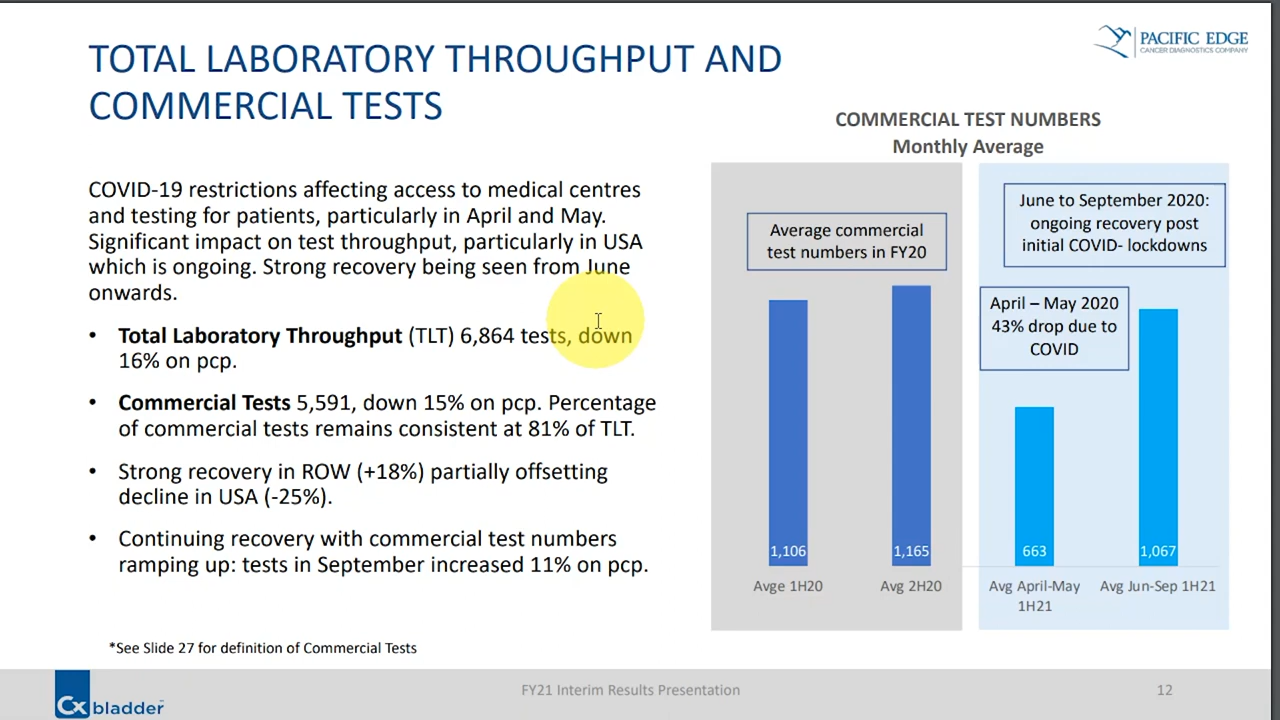 TOTAL LABORATORY THROUGHPUT AND
COMMERCIAL TESTS
PACIFIC EDGE
CANCER DIAGNOSTICS COMPANY
COVID-19 restrictions affecting access to medical centres
and testing for patients, particularly in April and May.
Significant impact on test throughput, particularly in USA
which is ongoing. Strong recovery being seen from June
onwards.
• Total Laboratory Throughput (TLT) 6,864 tests, down
16% on pcp.
• Commercial Tests 5,591, down 15% on pcp. Percentage
of commercial tests remains consistent at 81% of TLT.
• Strong recovery in ROW (+18%) partially offsetting
decline in USA (-25%).
• Continuing recovery with commercial test numbers
ramping up: tests in September increased 11% on pcp.
*See Slide 27 for definition of Commercial Tests
COMMERCIAL TEST NUMBERS
Monthly Average
Average commercial
test numbers in FY20
June to September 2020:
ongoing recovery post
initial COVID- lockdowns
April – May 2020
43% drop due to
COVID
1,106
1,165
663
1,067
Avge 1H20
Avg 2H20
Avg April-May
1H21
Avg Jun-Sep 1H21
Cxbladder
FY21 Interim Results Presentation
12